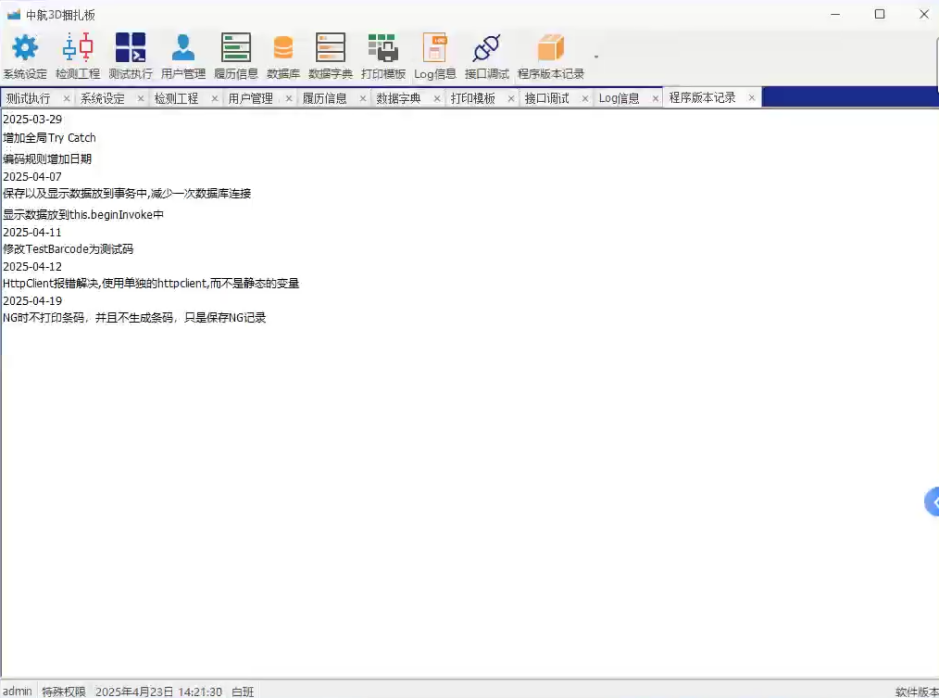 中航3D捆扎板
系统设定 检测工程 测试执行 用户管理 履历信息 数据库 数据字典 打印模板 Log信息 接口调试 程序版本记录
测试执行 × 系统设定 × 检测工程 × 用户管理 × 履历信息 × 数据字典 × 打印模板 × 接口调试 × Log信息 × 程序版本记录 ×
2025-03-29
增加全局Try Catch
编码规则增加日期
2025-04-07
保存以及显示数据放到事务中,减少一次数据库连接
显示数据放到this.beginInvoke中
2025-04-11
修改TestBarcode为测试码
2025-04-12
HttpClient报错解决,使用单独的httpclient,而不是静态的变量
2025-04-19
NG时不打印条码，并且不生成条码，只是保存NG记录
admin 特殊权限 2025年4月23日 14:21:30 白班 软件版本